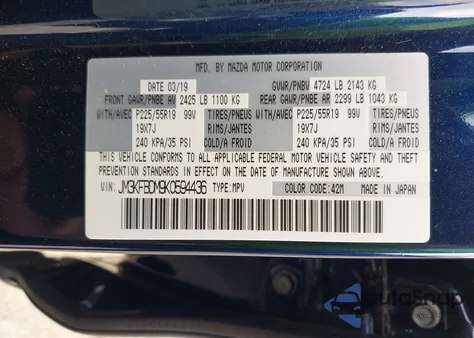 MFD. BY MAZDA MOTOR CORPORATION
DATE 03/19 GVWR/PNBV 4724 LB 2143 KG
FRONT GAWR/PNBE AV 2425 LB 1100 KG REAR GAWR/PNBE AR 2299 LB 1043 KG
WITH/AVEC P225/55R19 99V TIRES/PNEUS WITH/AVEC P225/55R19 99V TIRES/PNEUS
19X7J RIMS/JANTES 19X7J RIMS/JANTES
240 KPA/35 PSI COLD/A FROID 240 KPA/35 PSI COLD/A FROID
THIS VEHICLE CONFORMS TO ALL APPLICABLE FEDERAL MOTOR VEHICLE SAFETY, BUMPER, AND THEFT
PREVENTION STANDARDS IN EFFECT ON THE DATE OF MANUFACTURE SHOWN ABOVE.
VIN: JM3KFBDM9K0594436 TYPE: MPV COLOR CODE: 42M MADE IN JAPAN
autoSnap